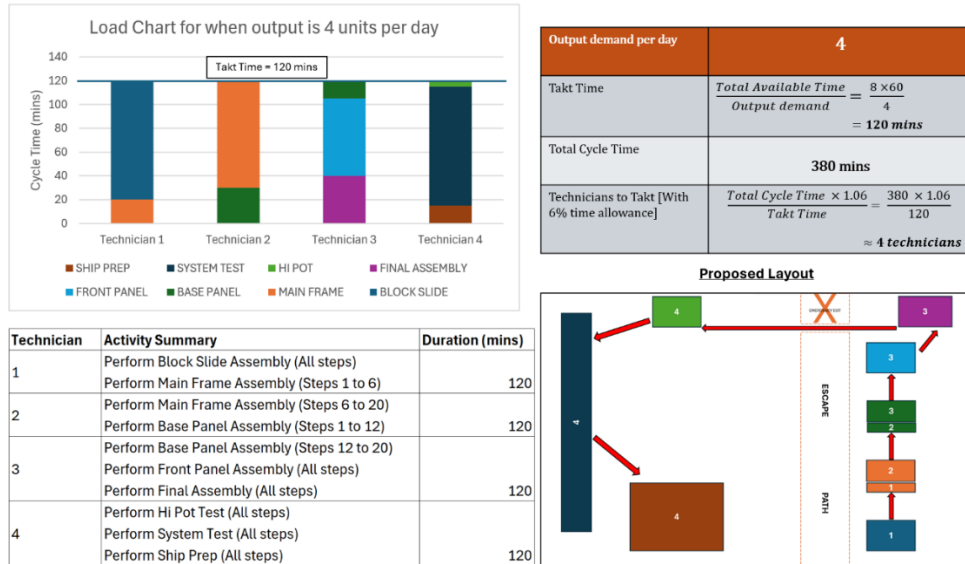 Load Chart for when output is 4 units per day
Takt Time = 120 mins
Cycle Time (mins)
140
120
100
80
60
40
20
0
Technician 1 Technician 2 Technician 3 Technician 4
SHIP PREP SYSTEM TEST HI POT FINAL ASSEMBLY
FRONT PANEL BASE PANEL MAIN FRAME BLOCK SLIDE
Output demand per day 4
Takt Time
Total Available Time / Output demand = 8 ×60 / 4
= 120 mins
Total Cycle Time
380 mins
Technicians to Takt [With
6% time allowance]
Total Cycle Time × 1.06 / Takt Time = 380 × 1.06 / 120
≈ 4 technicians
Technician Activity Summary Duration (mins)
1
Perform Block Slide Assembly (All steps)
Perform Main Frame Assembly (Steps 1 to 6) 120
2
Perform Main Frame Assembly (Steps 6 to 20)
Perform Base Panel Assembly (Steps 1 to 12) 120
3
Perform Base Panel Assembly (Steps 12 to 20)
Perform Front Panel Assembly (All steps)
Perform Final Assembly (All steps) 120
4
Perform Hi Pot Test (All steps)
Perform System Test (All steps)
Perform Ship Prep (All steps) 120
Proposed Layout
4
3
3
ESCAPE
3
2
4
2
1
4
PATH
1